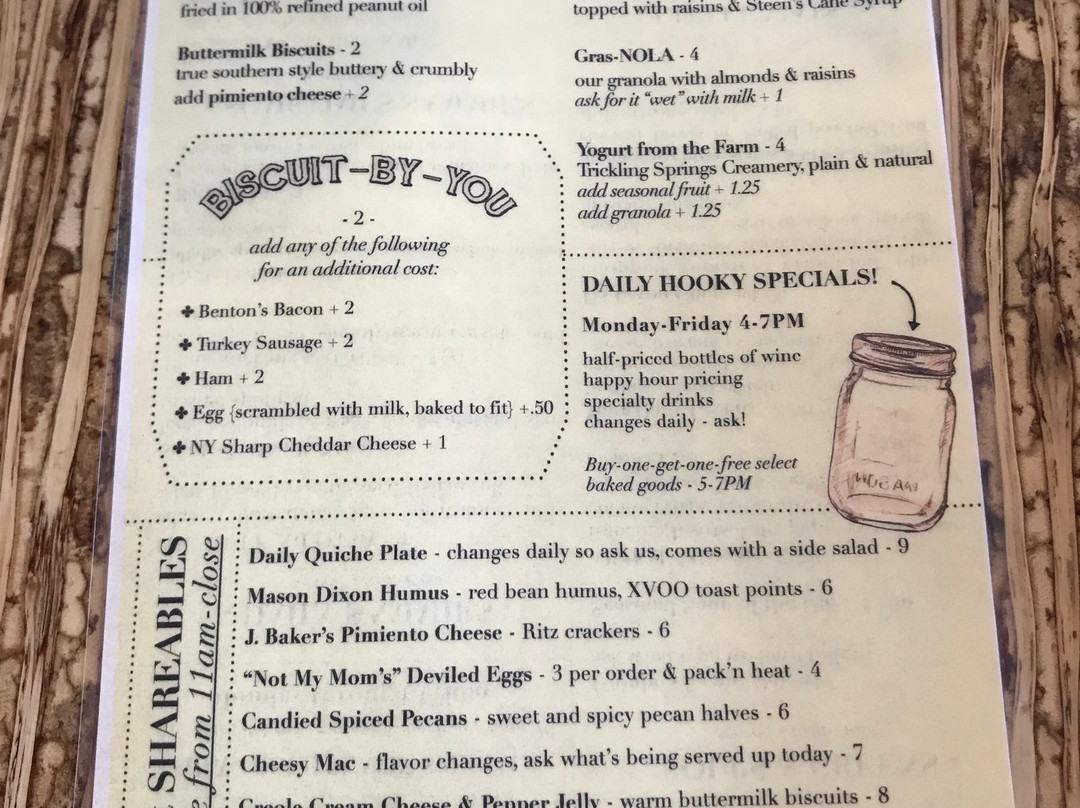 fried in 100% refined peanut oil
Buttermilk Biscuits - 2
true southern style buttery & crumbly
add pimiento cheese + 2
BISCUIT-BY-YOU
- 2 -
add any of the following
for an additional cost:
✤ Benton's Bacon + 2
✤ Turkey Sausage + 2
✤ Ham + 2
✤ Egg {scrambled with milk, baked to fit} +.50
✤ NY Sharp Cheddar Cheese + 1
topped with raisins & Steen's Cane Syrup
Gras-NOLA - 4
our granola with almonds & raisins
ask for it "wet" with milk + 1
Yogurt from the Farm - 4
Trickling Springs Creamery, plain & natural
add seasonal fruit + 1.25
add granola + 1.25
DAILY HOOKY SPECIALS!
Monday-Friday 4-7PM
half-priced bottles of wine
happy hour pricing
specialty drinks
changes daily - ask!
Buy-one-get-one-free select
baked goods - 5-7PM
SHAREABLES
from 11am-close
Daily Quiche Plate - changes daily so ask us, comes with a side salad - 9
Mason Dixon Humus - red bean humus, XVOO toast points - 6
J. Baker's Pimiento Cheese - Ritz crackers - 6
"Not My Mom's" Deviled Eggs - 3 per order & pack'n heat - 4
Candied Spiced Pecans - sweet and spicy pecan halves - 6
Cheesy Mac - flavor changes, ask what's being served up today - 7
Creole Cream Cheese & Pepper Jelly - warm buttermilk biscuits - 8